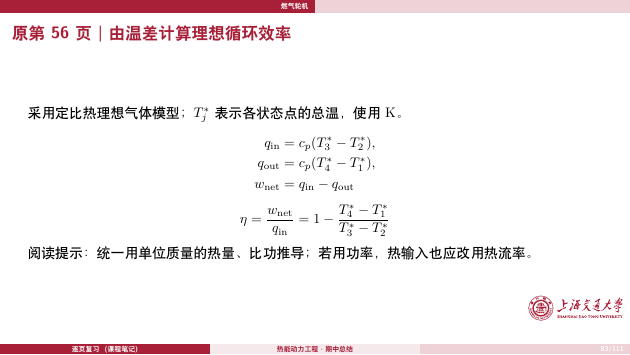 燃气轮机
原第 56 页 | 由温差计算理想循环效率
采用定比热理想气体模型；T_j^* 表示各状态点的总温，使用 K。
q_in = c_p(T_3^* − T_2^*),
q_out = c_p(T_4^* − T_1^*),
w_net = q_in − q_out
η = w_net / q_in = 1 − (T_4^* − T_1^*) / (T_3^* − T_2^*)
阅读提示：统一用单位质量的热量、比功推导；若用功率，热输入也应改用热流率。
上海交通大学
SHANGHAI JIAO TONG UNIVERSITY
逐页复习（课程笔记）
热能动力工程 · 期中总结
83/111